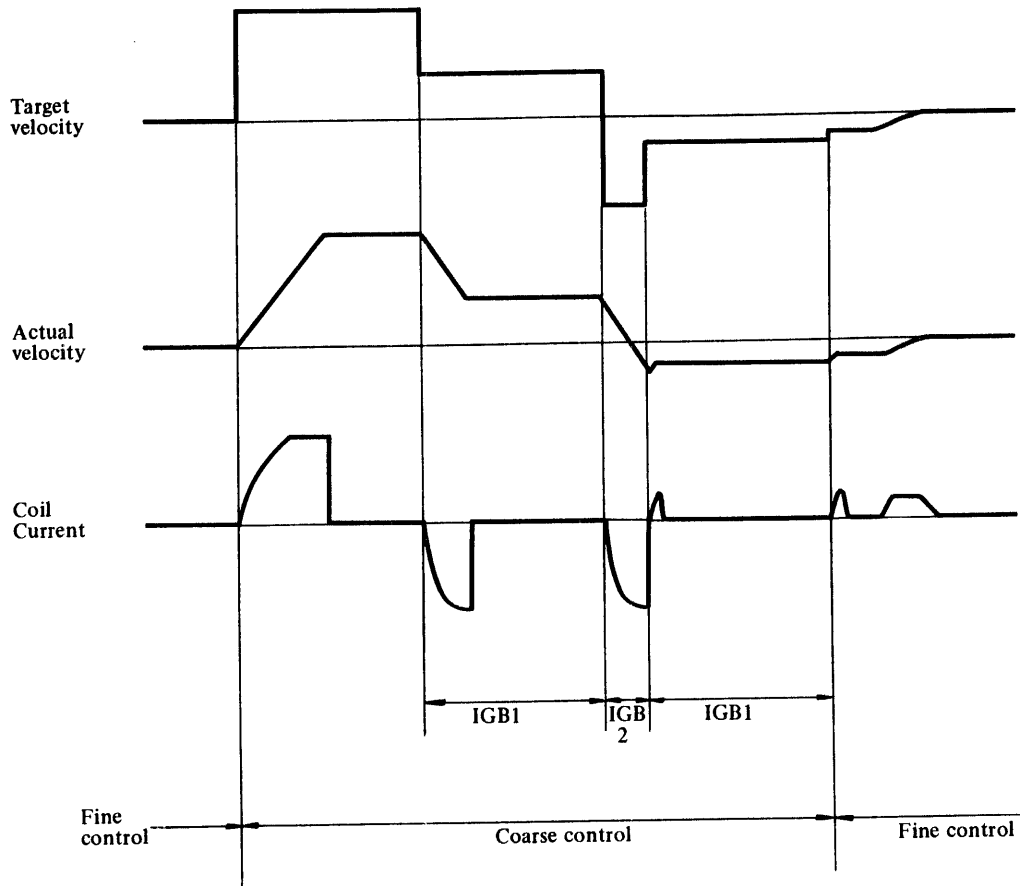 Target
velocity
Actual
velocity
Coil
Current
IGB1
IGB
2
IGB1
Fine
control
Coarse control
Fine control